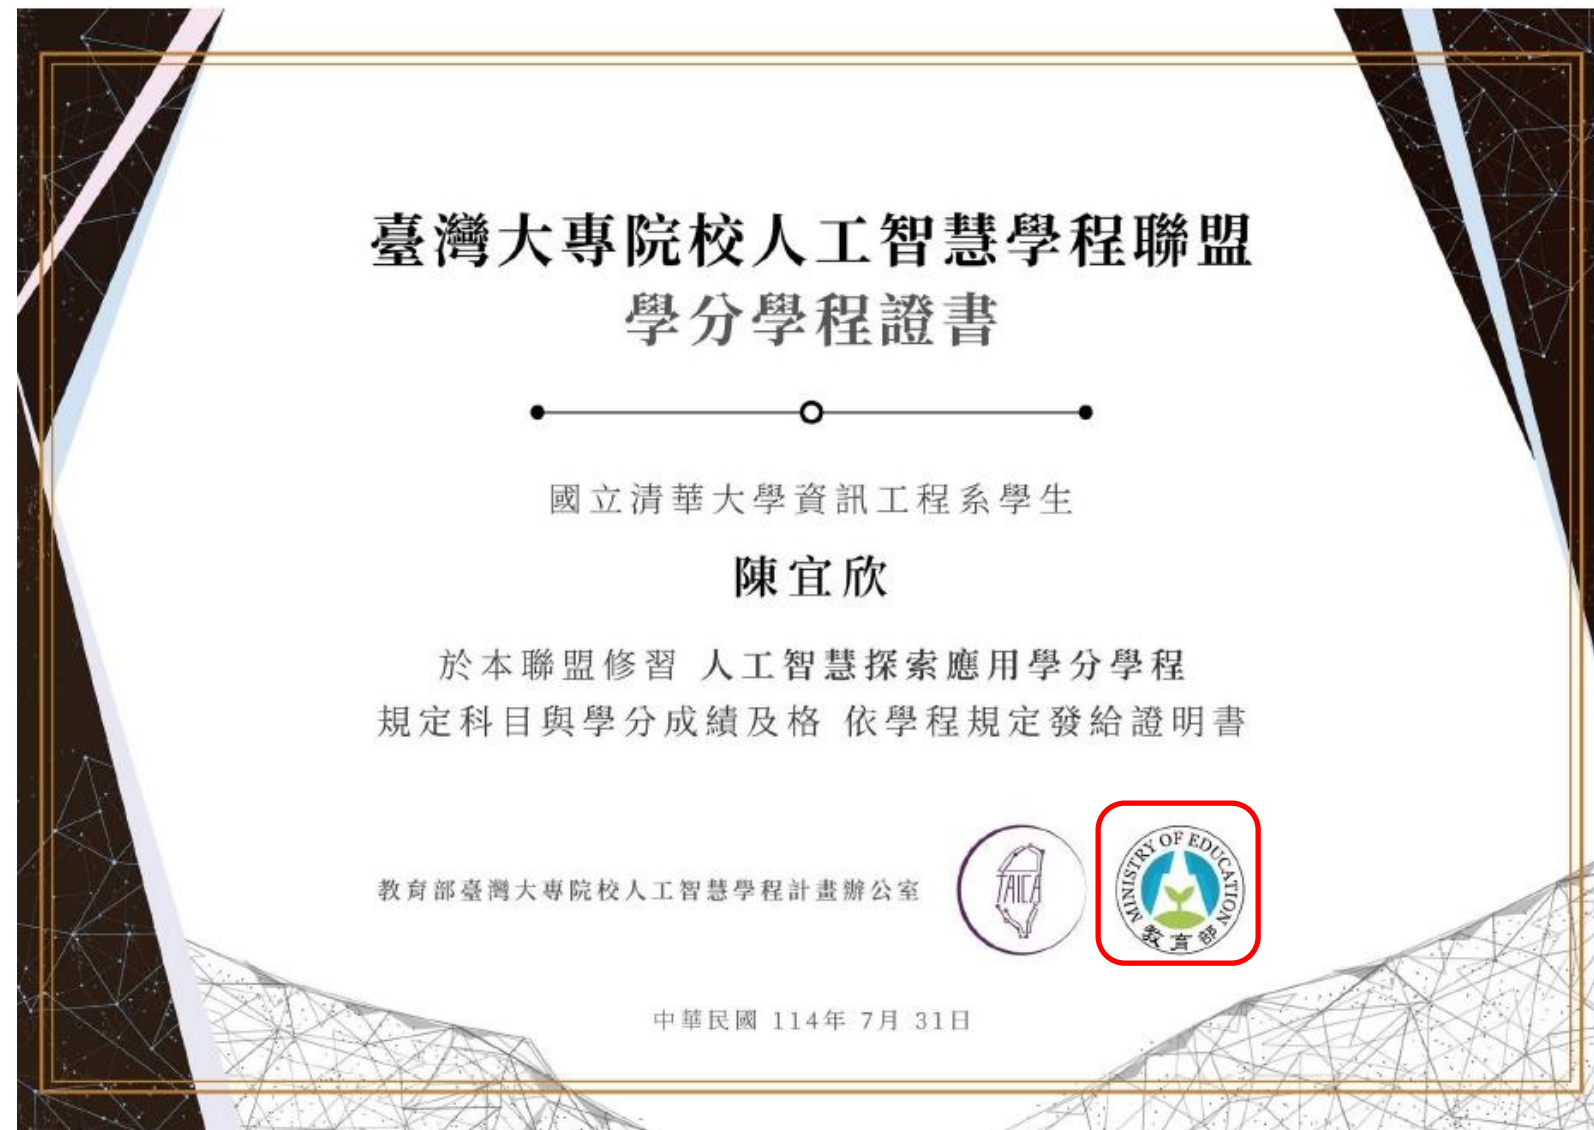 臺灣大專院校人工智慧學程聯盟
學分學程證書
國立清華大學資訊工程系學生
陳宜欣
於本聯盟修習 人工智慧探索應用學分學程
規定科目與學分成績及格 依學程規定發給證明書
教育部臺灣大專院校人工智慧學程計畫辦公室
TAICA
MINISTRY OF EDUCATION
教育部
中華民國 114年 7月 31日